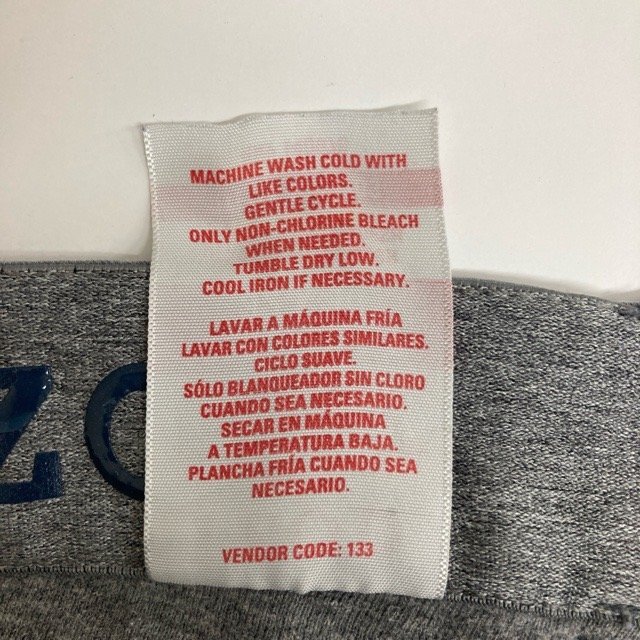 MACHINE WASH COLD WITH
LIKE COLORS.
GENTLE CYCLE.
ONLY NON-CHLORINE BLEACH
WHEN NEEDED.
TUMBLE DRY LOW.
COOL IRON IF NECESSARY.
LAVAR A MÁQUINA FRÍA
LAVAR CON COLORES SIMILARES.
CICLO SUAVE.
SÓLO BLANQUEADOR SIN CLORO
CUANDO SEA NECESARIO.
SECAR EN MÁQUINA
A TEMPERATURA BAJA.
PLANCHA FRÍA CUANDO SEA
NECESARIO.
VENDOR CODE: 133